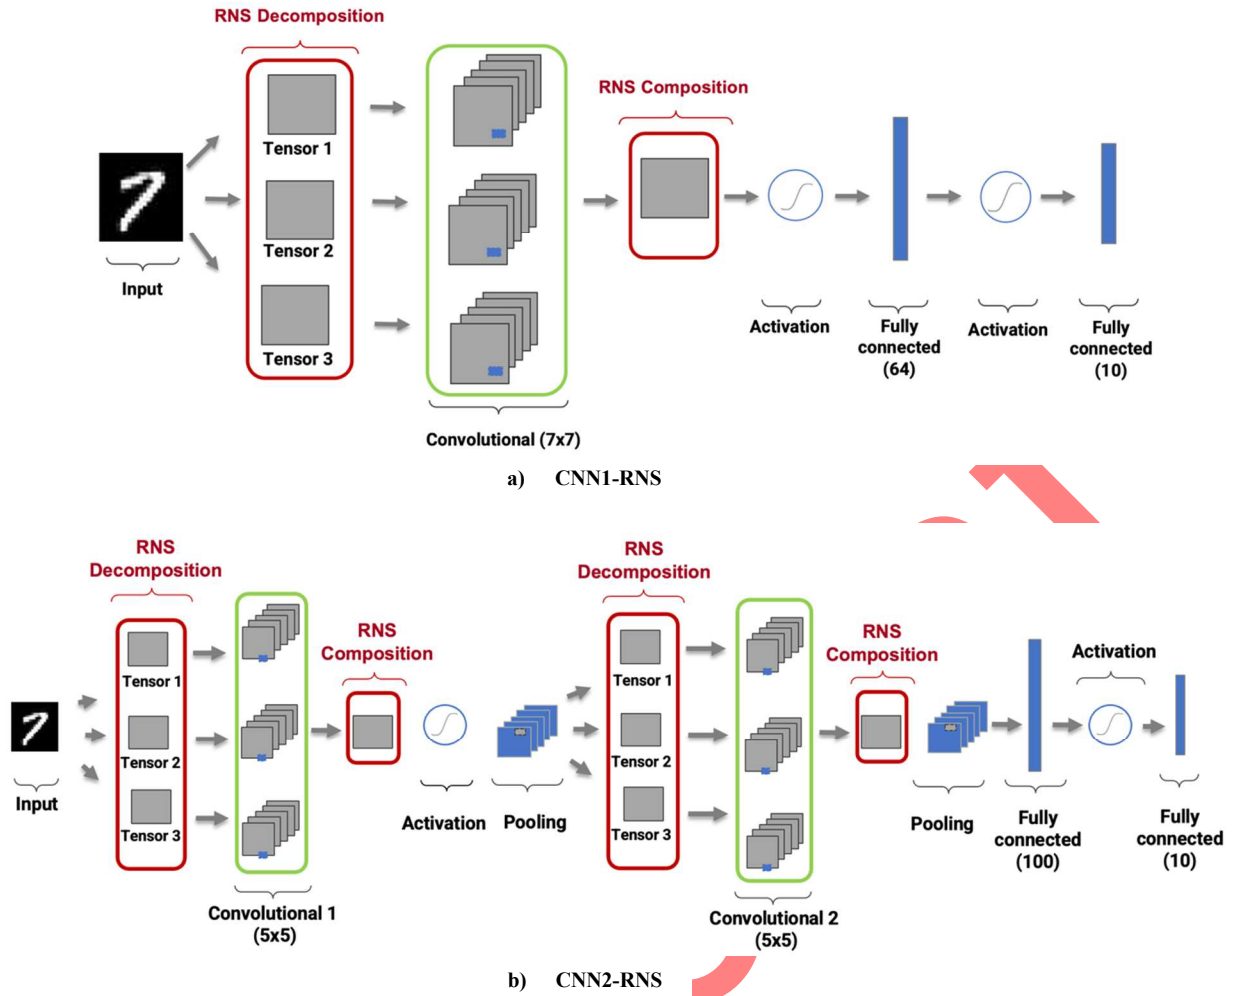 RNS Decomposition
RNS Composition
Tensor 1
Tensor 2
Tensor 3
Input
Activation
Fully
connected
(64)
Activation
Fully
connected
(10)
Convolutional (7x7)
a) CNN1-RNS
RNS
Decomposition
RNS
Decomposition
RNS
Composition
RNS
Composition
Activation
Tensor 1
Tensor 2
Tensor 3
Tensor 1
Tensor 2
Tensor 3
Input
Activation
Pooling
Pooling
Fully
connected
(100)
Fully
connected
(10)
Convolutional 1
(5x5)
Convolutional 2
(5x5)
b) CNN2-RNS